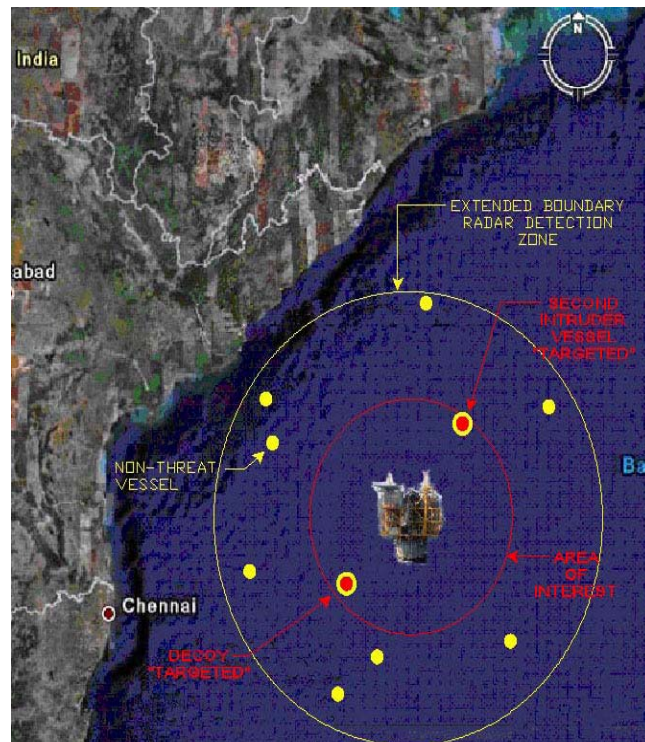 N
India
EXTENDED BOUNDARY
RADAR DETECTION
ZONE
abad
SECOND
INTRUDER
VESSEL
"TARGETED"
NON-THREAT
VESSEL
Ba
AREA
OF
INTEREST
Chennai
DECOY
"TARGETED"